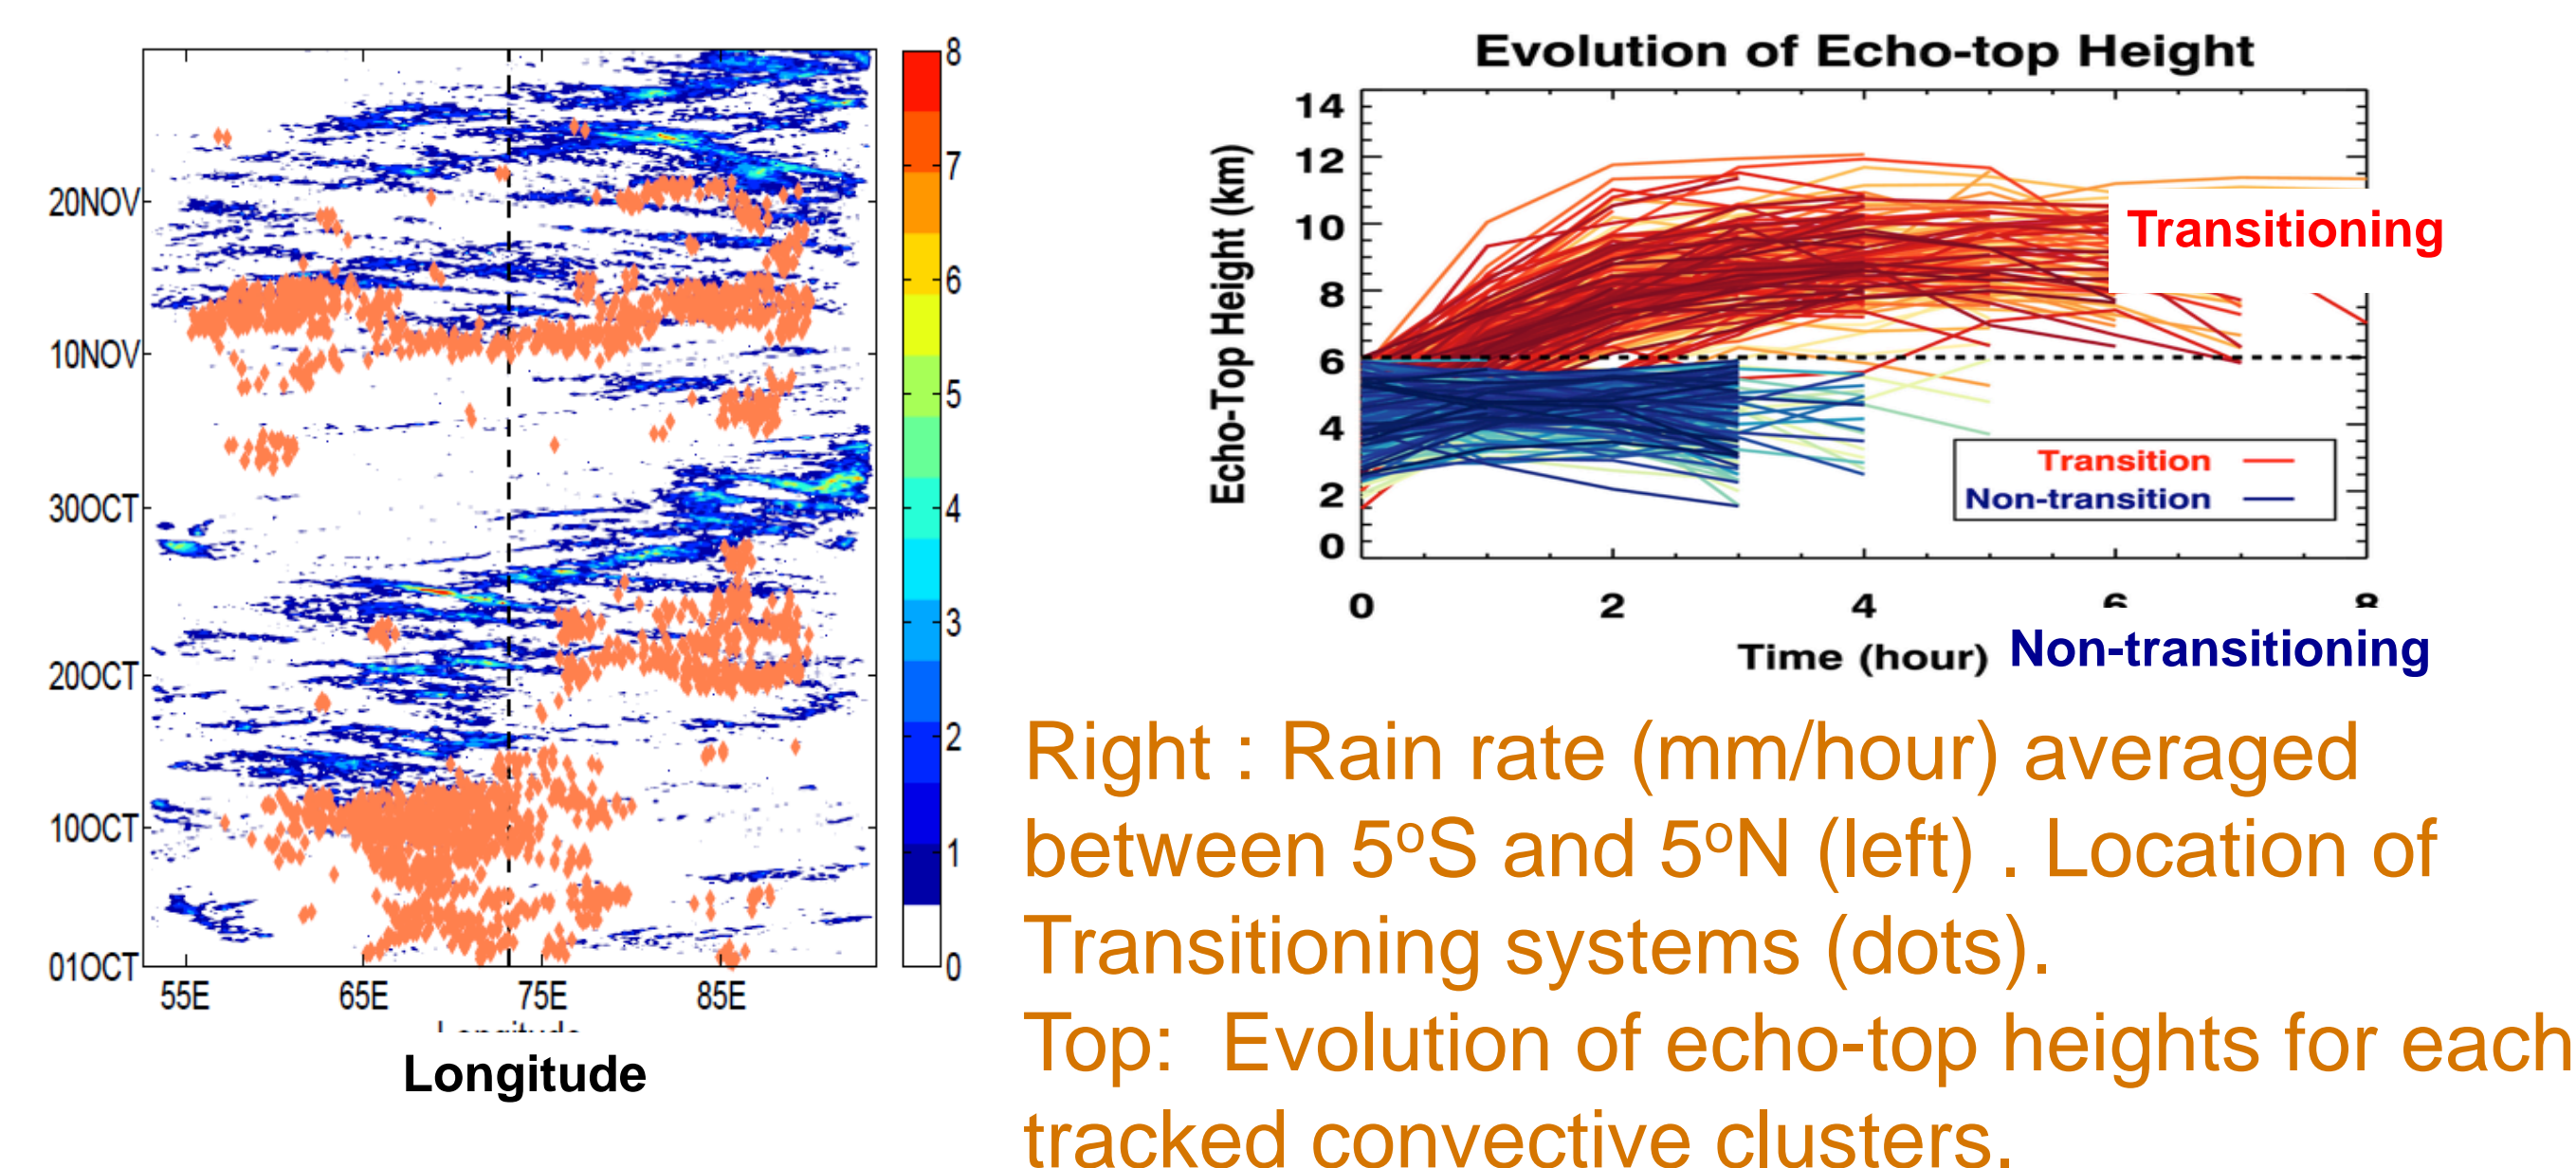 20NOV
10NOV
30OCT
20OCT
10OCT
01OCT
55E 65E 75E 85E
Longitude
8
7
6
5
4
3
2
1
0
Evolution of Echo-top Height
Echo-Top Height (km)
14
12
10
8
6
4
2
0
Transitioning
Transition
Non-transition
0 2 4 6 8
Time (hour) Non-transitioning
Right : Rain rate (mm/hour) averaged
between 5ºS and 5ºN (left) . Location of
Transitioning systems (dots).
Top: Evolution of echo-top heights for each
tracked convective clusters.